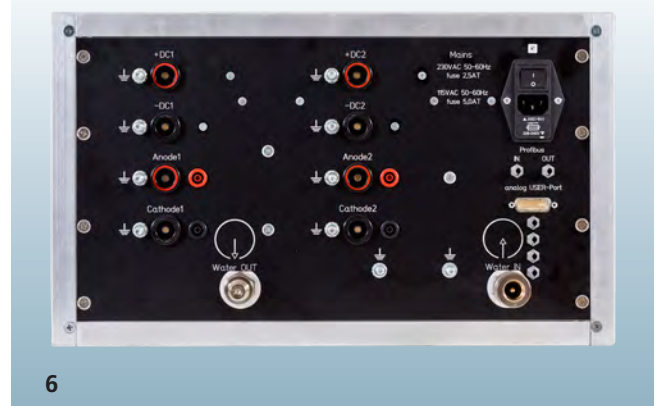 +DC1
+DC2
Mains
230VAC 50-60Hz
fuse 2,5AT
115VAC 50-60Hz
fuse 5,0AT
-DC1
-DC2
Profibus
IN OUT
Anode1
Anode2
analog USER-Port
Cathode1
Cathode2
Water OUT
Water IN
6